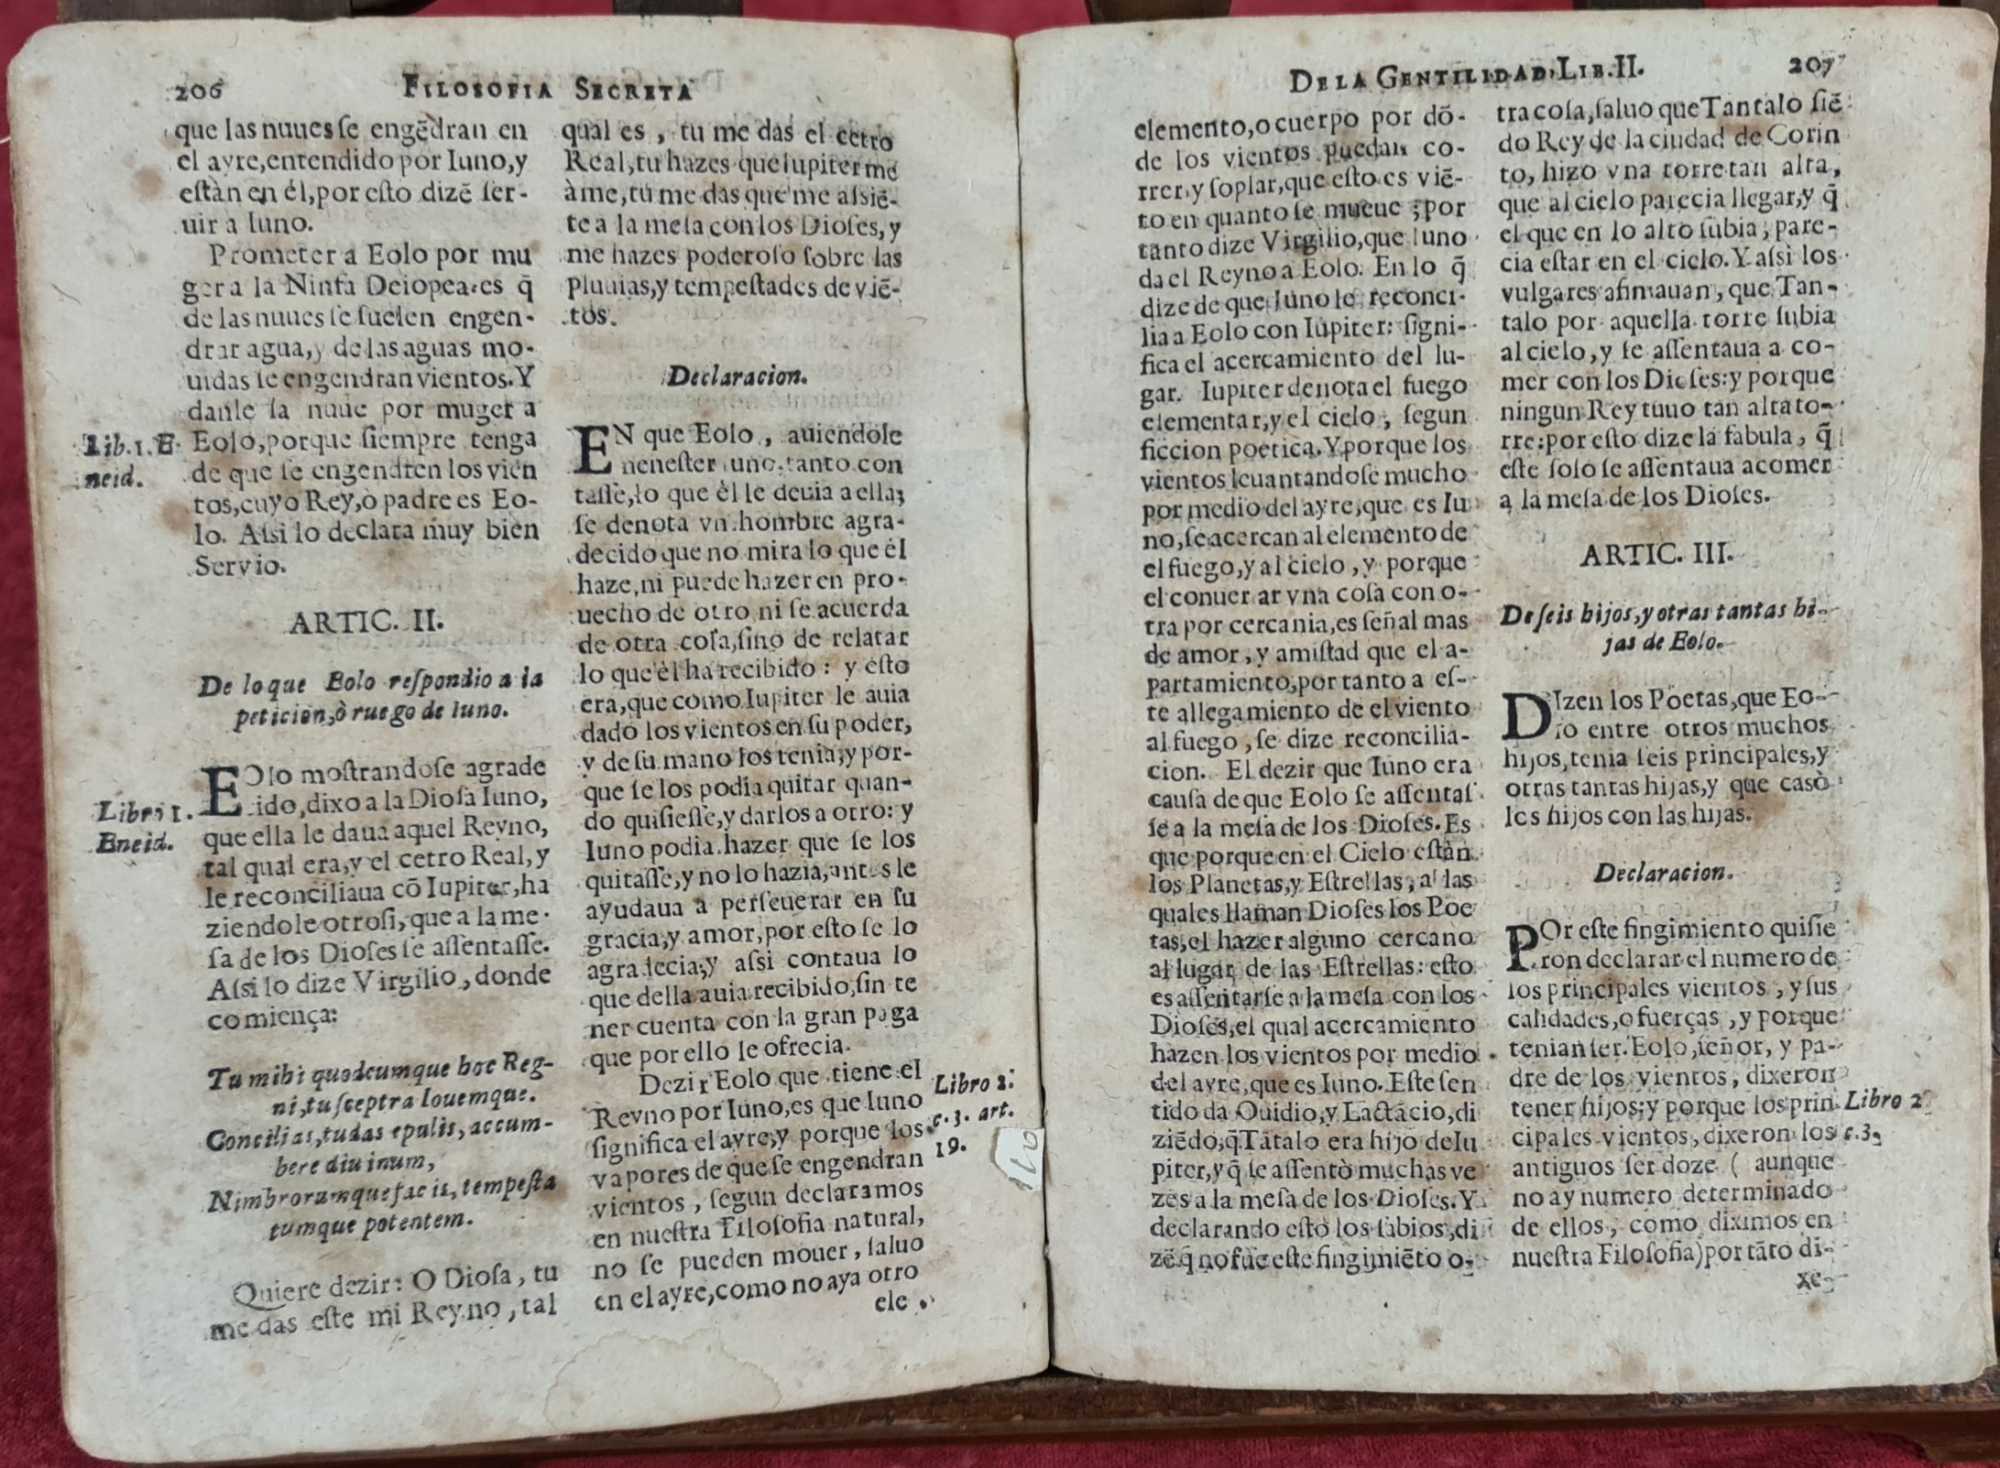 206
FILOSOFIA SECRETA
que las nuues se engẽdran en
el ayre, entendido por Iuno, y
estàn en él, por esto dizẽ ser-
uir a Iuno.
Prometer a Eolo por mu
ger a la Ninfa Deiopea, es q̃
de las nuues se suelen engen-
drar agua, y de las aguas mo-
uidas se engendran vientos. Y
danle la nuue por muger a
Eolo, porque siempre tenga
de que se engendren los vien
tos, cuyo Rey, o padre es Eo-
lo. Assi lo declara muy bien
Servio.
Lib. 1. E-
neid.
ARTIC. II.
De lo que Eolo respondio a la
peticion, ò ruego de Iuno.
EOlo mostrandose agrade
cido, dixo a la Diosa Iuno,
que ella le daua aquel Reyno,
tal qual era, y el cetro Real, y
le reconciliaua cõ Iupiter, ha
ziendole otrosi, que a la me-
sa de los Dioses se assentasse.
Assi lo dize Virgilio, donde
comiença:
Libro 1.
Eneid.
Tu mihi quodcumque hoc Reg-
ni, tu sceptra Iouemque.
Concilias, tu das epulis, accum-
bere diuinum,
Nimbrorumque facis, tempesta
tumque potentem.
Quiere dezir: O Diosa, tu
me das este mi Reyno, tal
qual es, tu me das el cetro
Real, tu hazes que Iupiter me
àme, tu me das que me assiẽ-
te a la mesa con los Dioses, y
me hazes poderoso sobre las
pluuias, y tempestades de viẽ-
tos.
Declaracion.
EN que Eolo, auiendole
menester Iuno, tanto con
tasse, lo que èl le deuia a ella;
se denota vn hombre agra-
decido que no mira lo que él
haze, ni puede hazer en pro-
uecho de otro ni se acuerda
de otra cosa, sino de relatar
lo que èl ha recibido: y esto
era, que como Iupiter le auia
dado los vientos en su poder,
y de su mano los tenia; y por-
que se los podia quitar quan-
do quisiesse, y darlos a otro: y
Iuno podia hazer que se los
quitasse, y no lo hazia, antes le
ayudaua a perseuerar en su
gracia, y amor, por esto se lo
agradecia; y assi contaua lo
que della auia recibido, sin te
ner cuenta con la gran paga
que por ello le ofrecia.
Dezir Eolo que tiene el
Reyno por Iuno, es que Iuno
significa el ayre; y porque los
vapores de que se engendran
vientos, segun declaramos
en nuestra Filosofia natural,
no se pueden mouer, saluo
en el ayre, como no aya otro
ele
Libro 2.
c. 3. art.
19.
DE LA GENTILIDAD, LIB. II.
207
elemento, o cuerpo por dõ-
de los vientos puedan co-
rrer, y soplar, que esto es viẽ-
to en quanto se mueue; por
tanto dize Virgilio, que Iuno
da el Reyno a Eolo. En lo q̃
dize de que Iuno le reconci-
lia a Eolo con Iupiter: signi-
fica el acercamiento del lu-
gar. Iupiter denota el fuego
elementar, y el cielo, segun
ficcion poetica. Y porque los
vientos leuantandose mucho
por medio del ayre, que es Iu
no, se acercan al elemento de
el fuego, y al cielo, y porque
el conuersar vna cosa con o-
tra por cercania, es señal mas
de amor, y amistad que el a-
partamiento, por tanto a es-
te allegamiento de el viento
al fuego, se dize reconcilia-
cion. El dezir que Iuno era
causa de que Eolo se assentas
se a la mesa de los Dioses. Es
que porque en el Cielo estàn
los Planetas, y Estrellas, a las
quales llaman Dioses los Poe
tas, el hazer alguno cercano
al lugar de las Estrellas: esto
es assentarse a la mesa con los
Dioses, el qual acercamiento
hazen los vientos por medio
del ayre, que es Iuno. Este sen
tido da Ouidio, y Lactãcio, di
ziẽdo, q̃ Tãtalo era hijo de Iu
piter, y q̃ se assentò muchas ve
zes a la mesa de los Dioses. Y
declarando esto los sabios, di
zẽ q̃ no fue este fingimiẽto o-
tra cosa, saluo que Tantalo siẽ
do Rey de la ciudad de Corin
to, hizo vna torre tan alta,
que al cielo parecia llegar, y q̃
el que en lo alto subia; pare-
cia estar en el cielo. Y assi los
vulgares afirmauan, que Tan-
talo por aquella torre subia
al cielo, y se assentaua a co-
mer con los Dioses: y porque
ningun Rey tuuo tan alta to-
rre: por esto dize la fabula, q̃
este solo se assentaua a comer
a la mesa de los Dioses.
ARTIC. III.
De seis hijos, y otras tantas hi-
jas de Eolo.
DIzen los Poetas, que Eo-
lo entre otros muchos
hijos, tenia seis principales, y
otras tantas hijas, y que casò
los hijos con las hijas.
Declaracion.
POr este fingimiento quisie
ron declarar el numero de
los principales vientos, y sus
calidades, o fuerças, y porque
tenian ser Eolo, señor, y pa-
dre de los vientos, dixeron
tener hijos; y porque los prin
cipales vientos, dixeron los
antiguos ser doze (aunque
no ay numero determinado
de ellos, como diximos en
nuestra Filosofia) por tãto di-
xe-
Libro 2
c. 3.